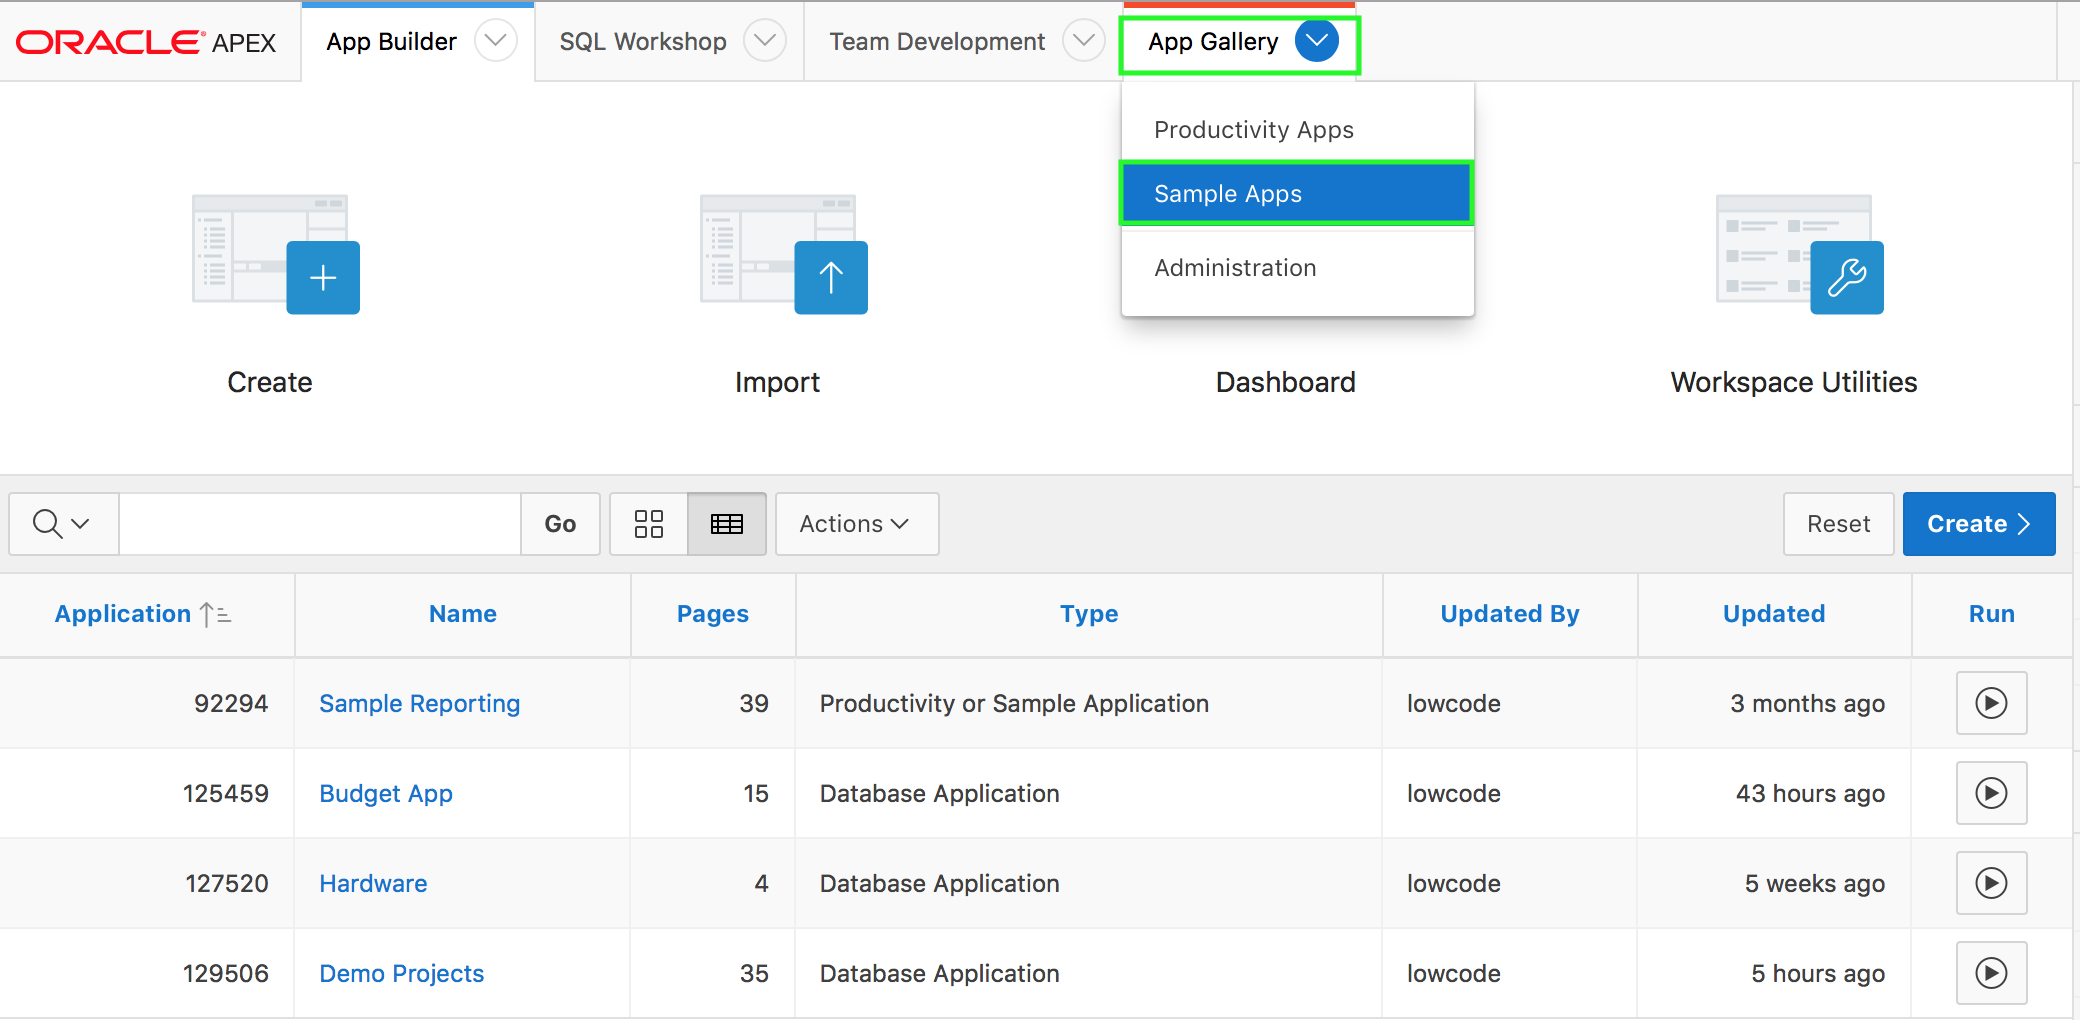 ORACLE® APEX App Builder SQL Workshop Team Development App Gallery
Productivity Apps
Sample Apps
Administration
Create Import Dashboard Workspace Utilities
Go Actions Reset Create
Application Name Pages Type Updated By Updated Run
92294 Sample Reporting 39 Productivity or Sample Application lowcode 3 months ago
125459 Budget App 15 Database Application lowcode 43 hours ago
127520 Hardware 4 Database Application lowcode 5 weeks ago
129506 Demo Projects 35 Database Application lowcode 5 hours ago